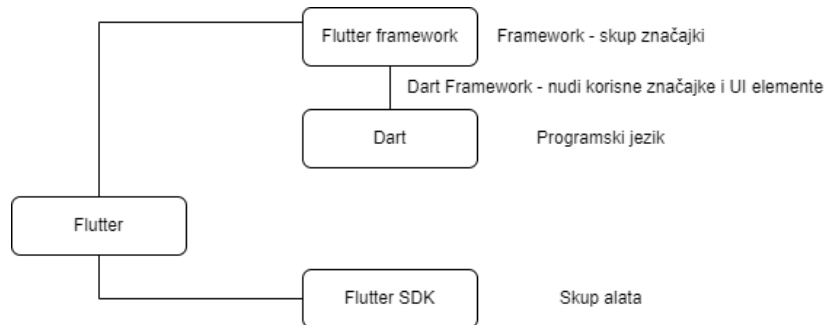 Flutter framework
Framework - skup značajki
Dart Framework - nudi korisne značajke i UI elemente
Dart
Programski jezik
Flutter
Flutter SDK
Skup alata